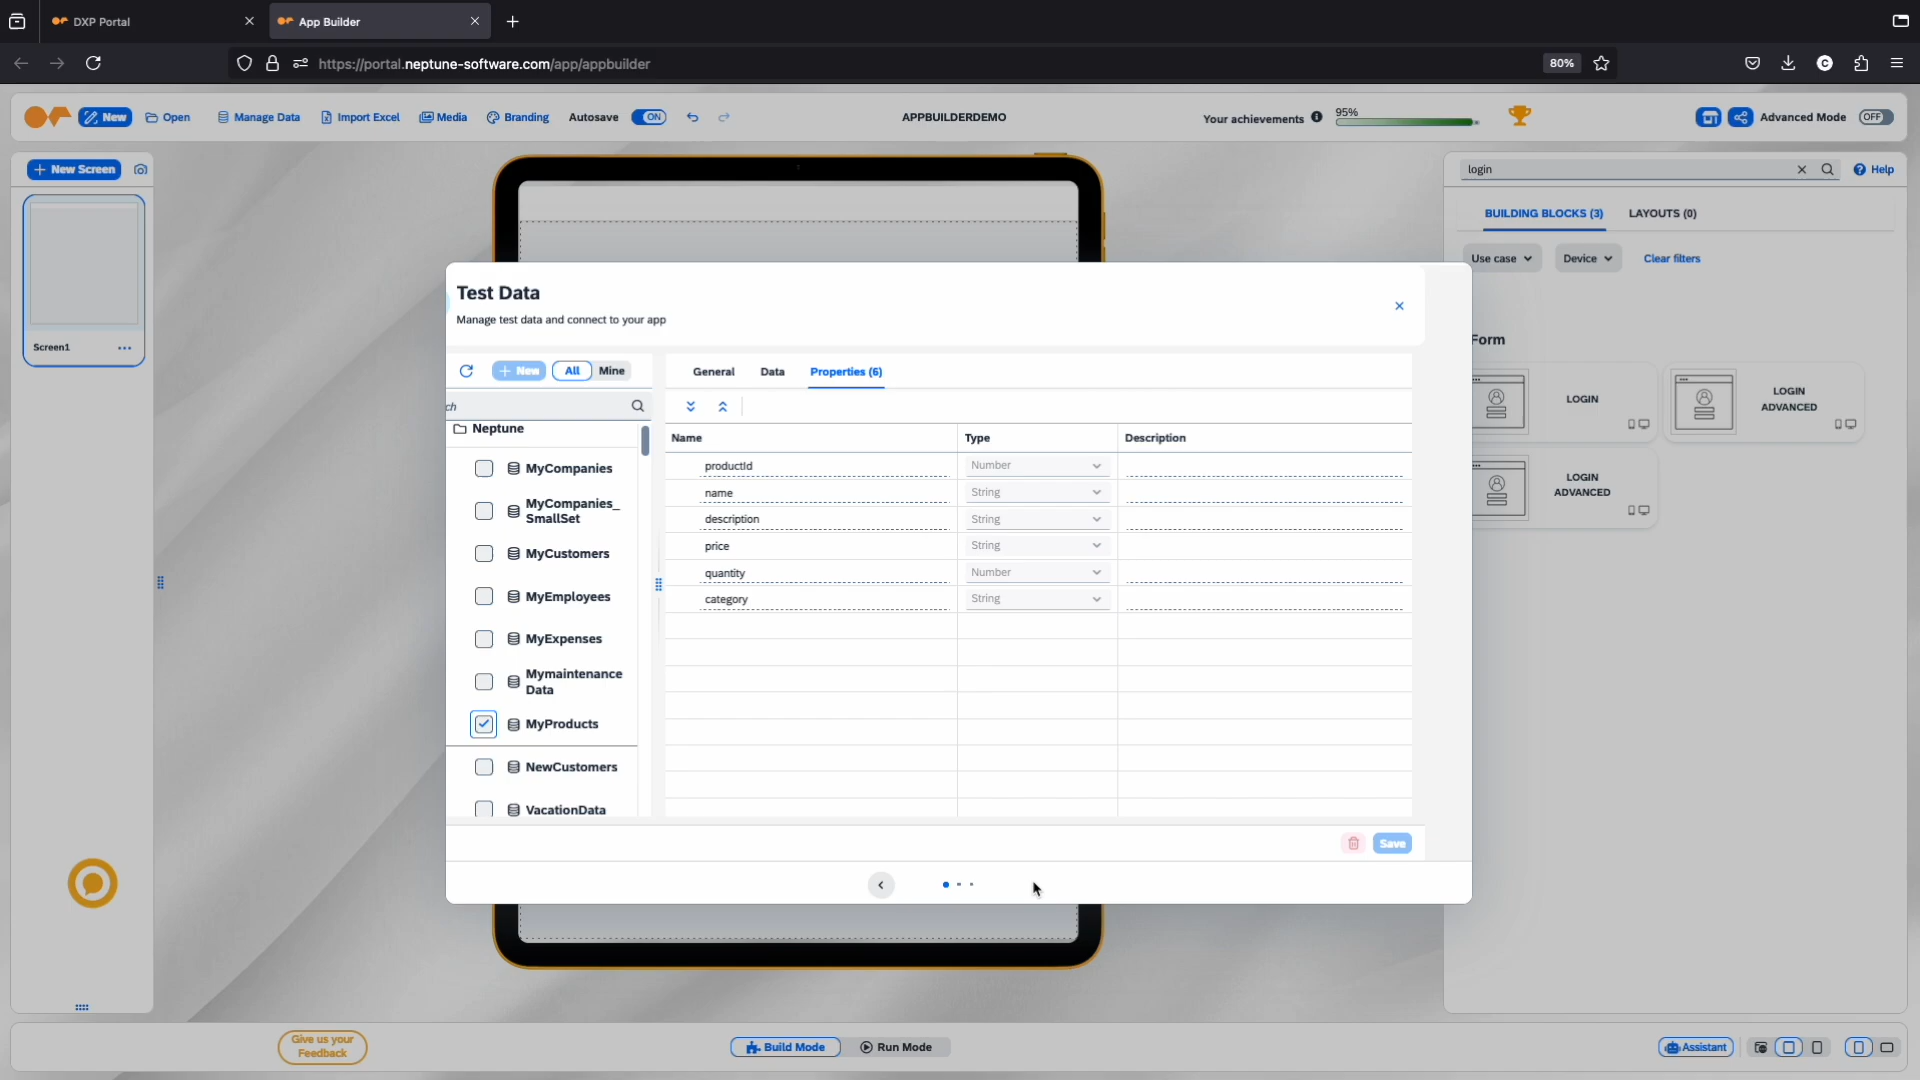 DXP Portal
App Builder
https://portal.neptune-software.com/app/appbuilder
80%
New
Open
Manage Data
Import Excel
Media
Branding
Autosave
ON
APPBUILDERDEMO
Your achievements
95%
Advanced Mode
OFF
New Screen
Screen1
login
Help
BUILDING BLOCKS (3)
LAYOUTS (0)
Use case
Device
Clear filters
Form
LOGIN
LOGIN
ADVANCED
LOGIN
ADVANCED
Test Data
Manage test data and connect to your app
New
All
Mine
ch
Neptune
MyCompanies
MyCompanies_
SmallSet
MyCustomers
MyEmployees
MyExpenses
Mymaintenance
Data
MyProducts
NewCustomers
VacationData
General
Data
Properties (6)
Name
Type
Description
productId
Number
name
String
description
String
price
String
quantity
Number
category
String
Save
Give us your
Feedback
Build Mode
Run Mode
Assistant